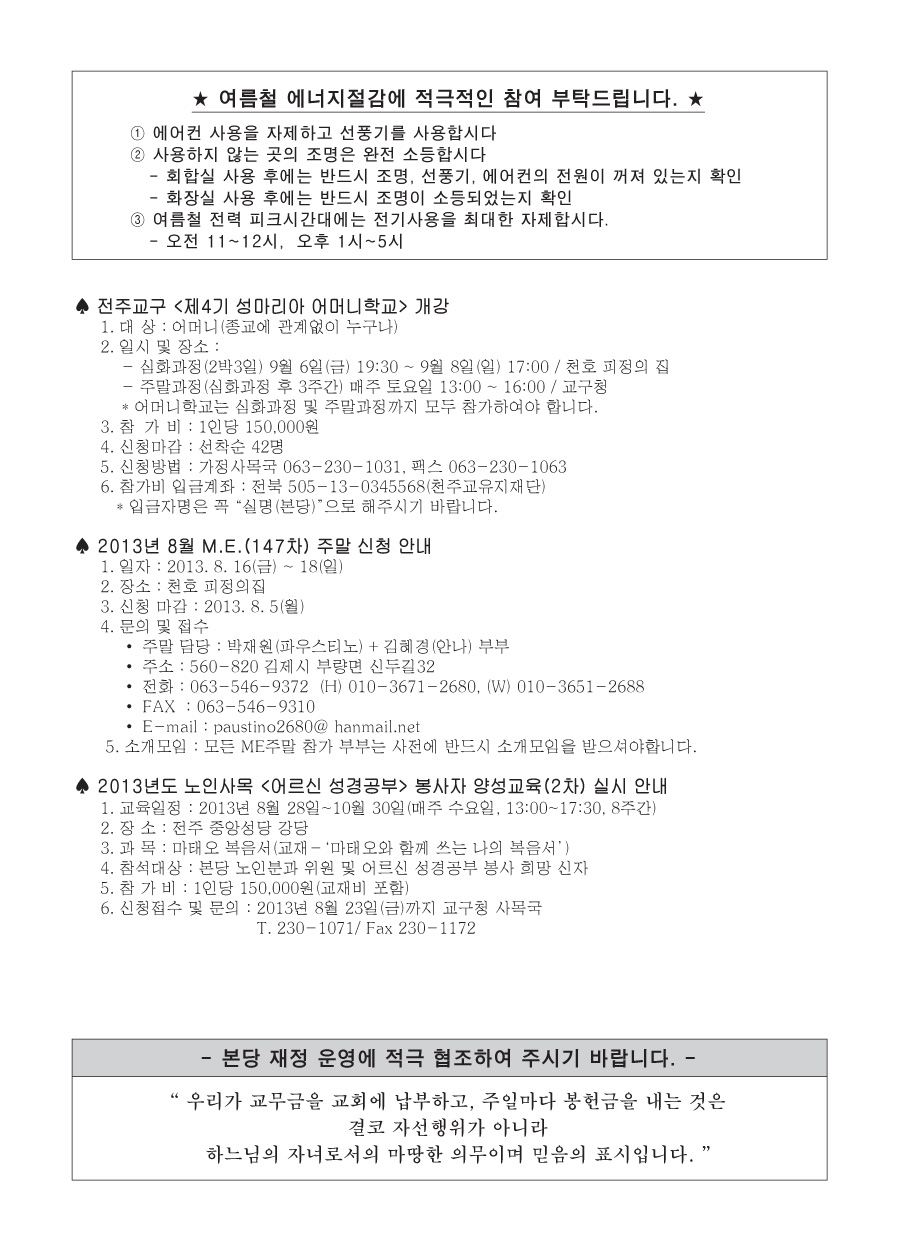 ★ 여름철 에너지절감에 적극적인 참여 부탁드립니다. ★
① 에어컨 사용을 자제하고 선풍기를 사용합시다
② 사용하지 않는 곳의 조명은 완전 소등합시다
- 회합실 사용 후에는 반드시 조명, 선풍기, 에어컨의 전원이 꺼져 있는지 확인
- 화장실 사용 후에는 반드시 조명이 소등되었는지 확인
③ 여름철 전력 피크시간대에는 전기사용을 최대한 자제합시다.
- 오전 11~12시, 오후 1시~5시
♠ 전주교구 <제4기 성마리아 어머니학교> 개강
1. 대 상 : 어머니(종교에 관계없이 누구나)
2. 일시 및 장소 :
- 심화과정(2박3일) 9월 6일(금) 19:30 ~ 9월 8일(일) 17:00 / 천호 피정의 집
- 주말과정(심화과정 후 3주간) 매주 토요일 13:00 ~ 16:00 / 교구청
* 어머니학교는 심화과정 및 주말과정까지 모두 참가하여야 합니다.
3. 참 가 비 : 1인당 150,000원
4. 신청마감 : 선착순 42명
5. 신청방법 : 가정사목국 063-230-1031, 팩스 063-230-1063
6. 참가비 입금계좌 : 전북 505-13-0345568(천주교유지재단)
* 입금자명은 꼭 “실명(본당)”으로 해주시기 바랍니다.
♠ 2013년 8월 M.E.(147차) 주말 신청 안내
1. 일자 : 2013. 8. 16(금) ~ 18(일)
2. 장소 : 천호 피정의집
3. 신청 마감 : 2013. 8. 5(월)
4. 문의 및 접수
• 주말 담당 : 박재원(파우스티노) + 김혜경(안나) 부부
• 주소 : 560-820 김제시 부량면 신두길32
• 전화 : 063-546-9372 (H) 010-3671-2680, (W) 010-3651-2688
• FAX : 063-546-9310
• E-mail : paustino2680@ hanmail.net
5. 소개모임 : 모든 ME주말 참가 부부는 사전에 반드시 소개모임을 받으셔야합니다.
♠ 2013년도 노인사목 <어르신 성경공부> 봉사자 양성교육(2차) 실시 안내
1. 교육일정 : 2013년 8월 28일~10월 30일(매주 수요일, 13:00~17:30, 8주간)
2. 장 소 : 전주 중앙성당 강당
3. 과 목 : 마태오 복음서(교재- ‘마태오와 함께 쓰는 나의 복음서’)
4. 참석대상 : 본당 노인분과 위원 및 어르신 성경공부 봉사 희망 신자
5. 참 가 비 : 1인당 150,000원(교재비 포함)
6. 신청접수 및 문의 : 2013년 8월 23일(금)까지 교구청 사목국
T. 230-1071/ Fax 230-1172
- 본당 재정 운영에 적극 협조하여 주시기 바랍니다. -
“ 우리가 교무금을 교회에 납부하고, 주일마다 봉헌금을 내는 것은
결코 자선행위가 아니라
하느님의 자녀로서의 마땅한 의무이며 믿음의 표시입니다. ”